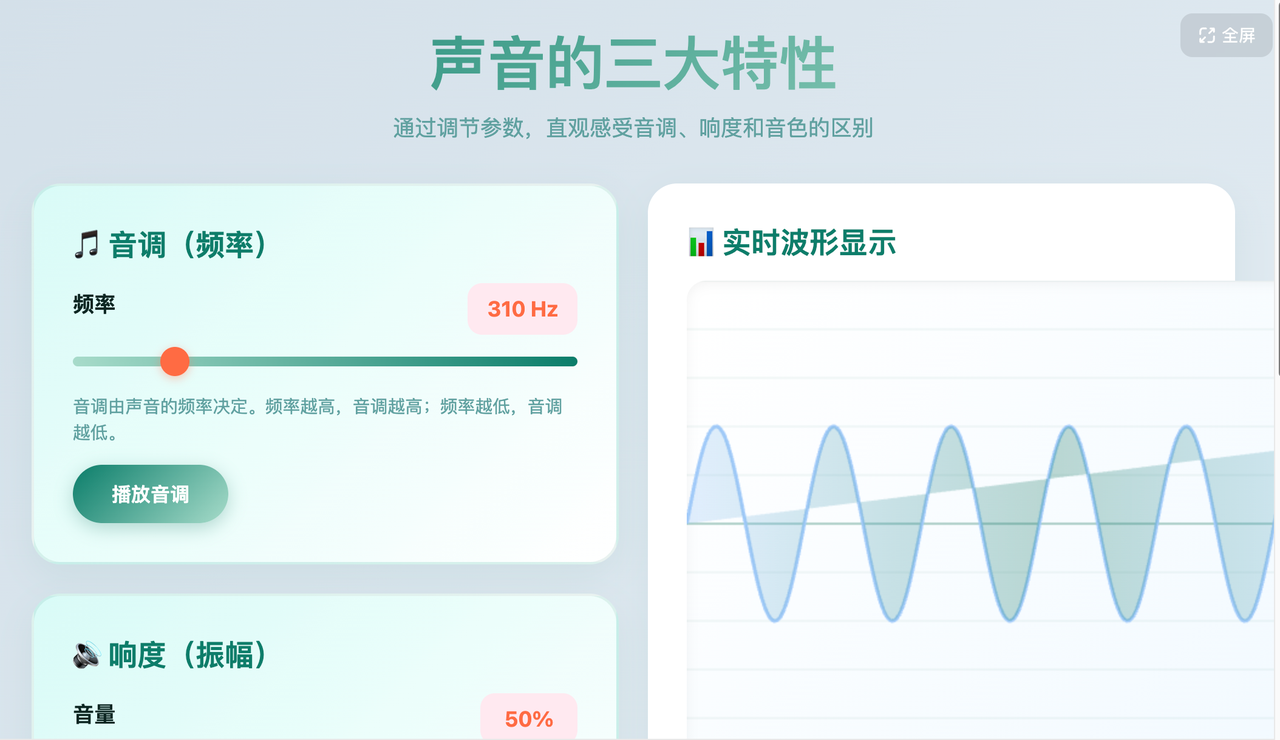 声音的三大特性
全屏
通过调节参数，直观感受音调、响度和音色的区别
音调（频率）
频率
310 Hz
音调由声音的频率决定。频率越高，音调越高；频率越低，音调
越低。
播放音调
响度（振幅）
音量
50%
实时波形显示